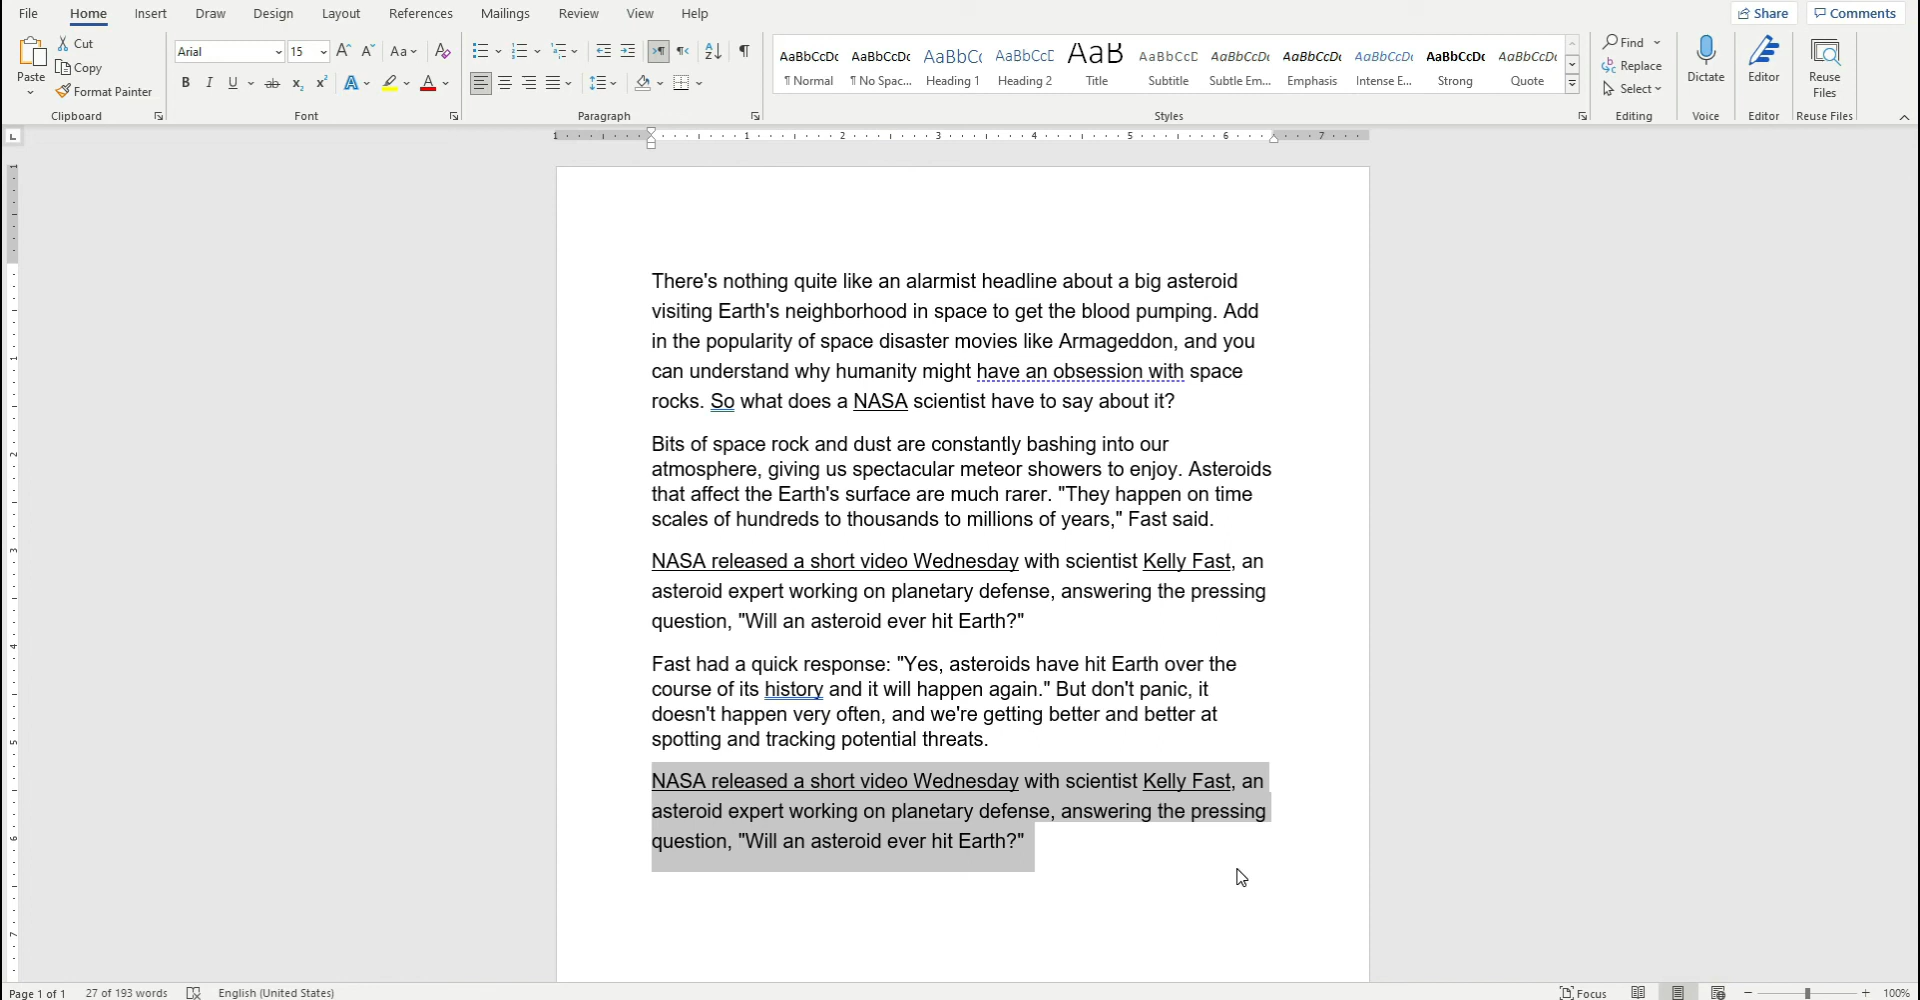 File Home Insert Draw Design Layout References Mailings Review View Help Share Comments
Paste Cut Copy Format Painter Clipboard
Arial 15 Aa Font
Paragraph
AaBbCcDc AaBbCcDc AaBbC AaBbCcD AaB AaBbCcD AaBbCcDc AaBbCcDc AaBbCcDc AaBbCcDc AaBbCcDc
¶ Normal ¶ No Spac... Heading 1 Heading 2 Title Subtitle Subtle Em... Emphasis Intense E... Strong Quote
Styles
Find Replace Select Editing
Dictate Voice
Editor Editor
Reuse Files Reuse Files
1 1 2 3 4 5 6 7
There's nothing quite like an alarmist headline about a big asteroid
visiting Earth's neighborhood in space to get the blood pumping. Add
in the popularity of space disaster movies like Armageddon, and you
can understand why humanity might have an obsession with space
rocks. So what does a NASA scientist have to say about it?
Bits of space rock and dust are constantly bashing into our
atmosphere, giving us spectacular meteor showers to enjoy. Asteroids
that affect the Earth's surface are much rarer. "They happen on time
scales of hundreds to thousands to millions of years," Fast said.
NASA released a short video Wednesday with scientist Kelly Fast, an
asteroid expert working on planetary defense, answering the pressing
question, "Will an asteroid ever hit Earth?"
Fast had a quick response: "Yes, asteroids have hit Earth over the
course of its history and it will happen again." But don't panic, it
doesn't happen very often, and we're getting better and better at
spotting and tracking potential threats.
NASA released a short video Wednesday with scientist Kelly Fast, an
asteroid expert working on planetary defense, answering the pressing
question, "Will an asteroid ever hit Earth?"
Page 1 of 1 27 of 193 words English (United States) Focus 100%